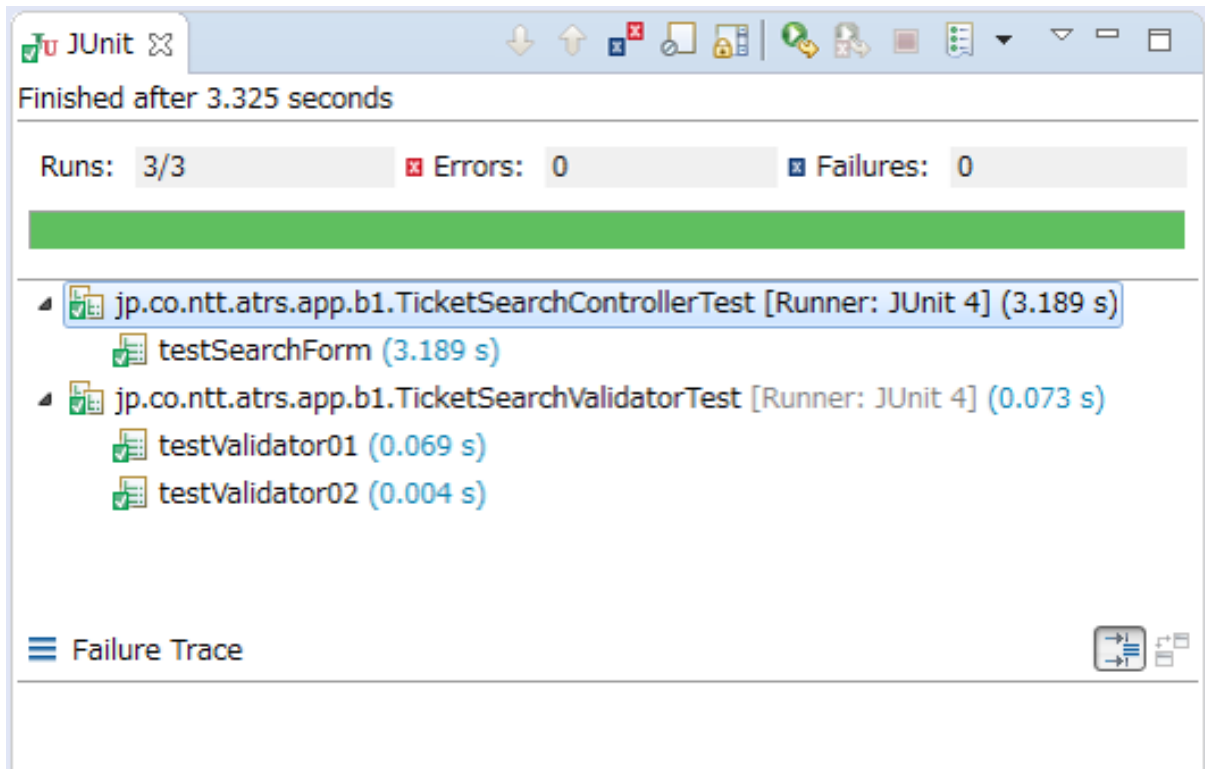 JUnit
Finished after 3.325 seconds
Runs: 3/3 Errors: 0 Failures: 0
jp.co.ntt.atrs.app.b1.TicketSearchControllerTest [Runner: JUnit 4] (3.189 s)
testSearchForm (3.189 s)
jp.co.ntt.atrs.app.b1.TicketSearchValidatorTest [Runner: JUnit 4] (0.073 s)
testValidator01 (0.069 s)
testValidator02 (0.004 s)
Failure Trace